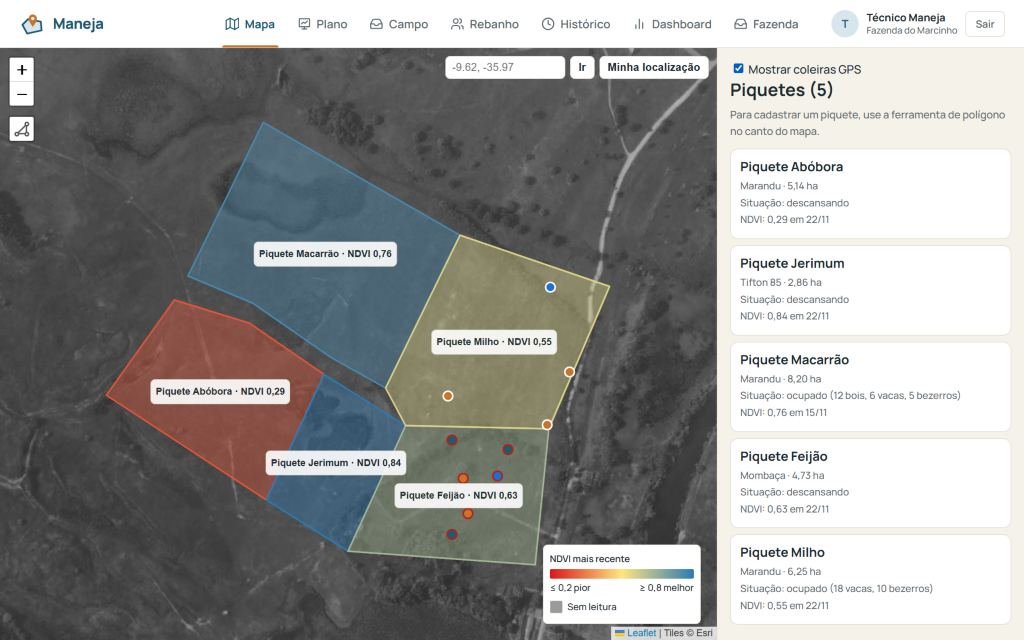 Maneja
Mapa
Plano
Campo
Rebanho
Histórico
Dashboard
Fazenda
T
Técnico Maneja
Fazenda do Marcinho
Sair
+
−
-9.62, -35.97
Ir
Minha localização
Piquete Macarrão · NDVI 0,76
Piquete Milho · NDVI 0,55
Piquete Abóbora · NDVI 0,29
Piquete Jerimum · NDVI 0,84
Piquete Feijão · NDVI 0,63
NDVI mais recente
≤ 0,2 pior
≥ 0,8 melhor
Sem leitura
Leaflet | Tiles © Esri
Mostrar coleiras GPS
Piquetes (5)
Para cadastrar um piquete, use a ferramenta de polígono
no canto do mapa.
Piquete Abóbora
Marandu · 5,14 ha
Situação: descansando
NDVI: 0,29 em 22/11
Piquete Jerimum
Tifton 85 · 2,86 ha
Situação: descansando
NDVI: 0,84 em 22/11
Piquete Macarrão
Marandu · 8,20 ha
Situação: ocupado (12 bois, 6 vacas, 5 bezerros)
NDVI: 0,76 em 15/11
Piquete Feijão
Mombaça · 4,73 ha
Situação: descansando
NDVI: 0,63 em 22/11
Piquete Milho
Marandu · 6,25 ha
Situação: ocupado (18 vacas, 10 bezerros)
NDVI: 0,55 em 22/11